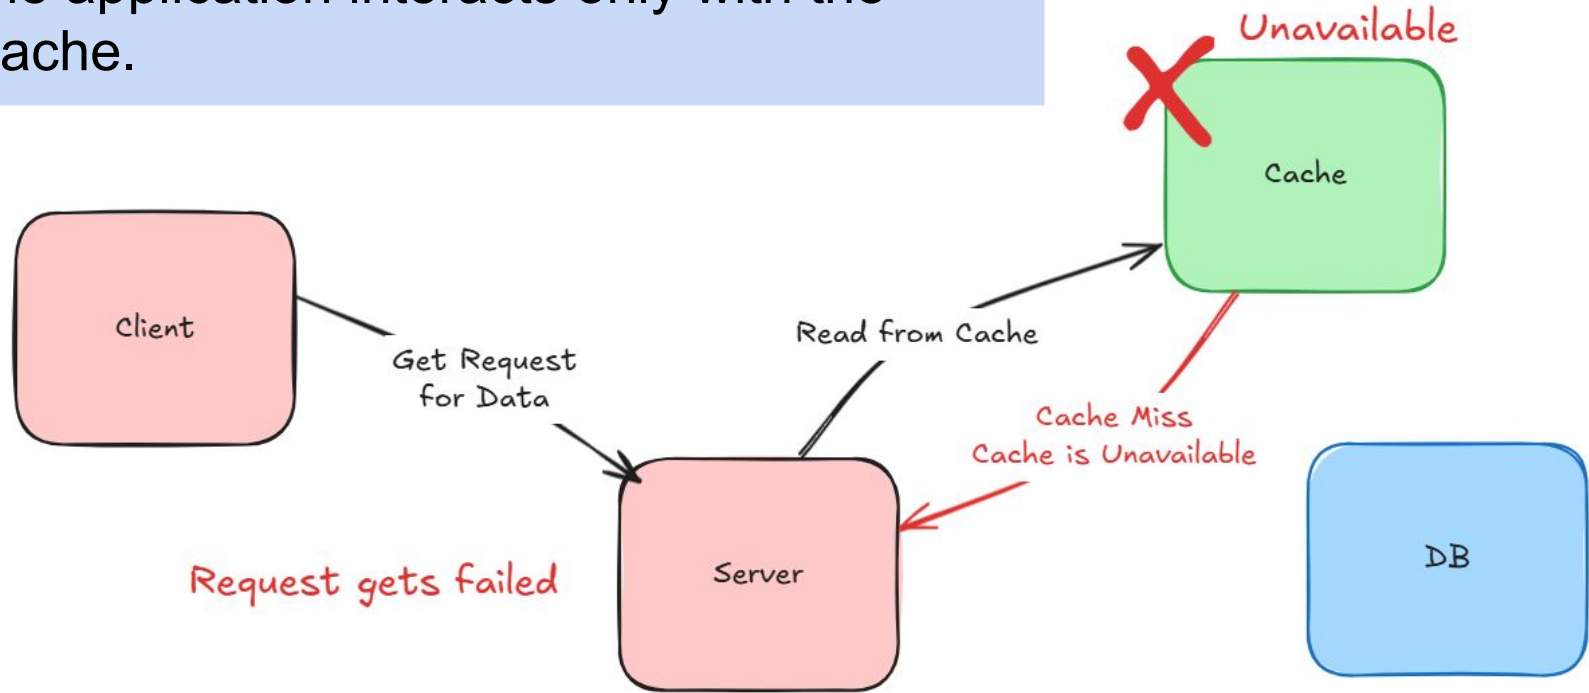 ache.
Unavailable
Cache
Client
Read from Cache
Get Request
for Data
Cache Miss
Cache is Unavailable
DB
Server
Request gets failed